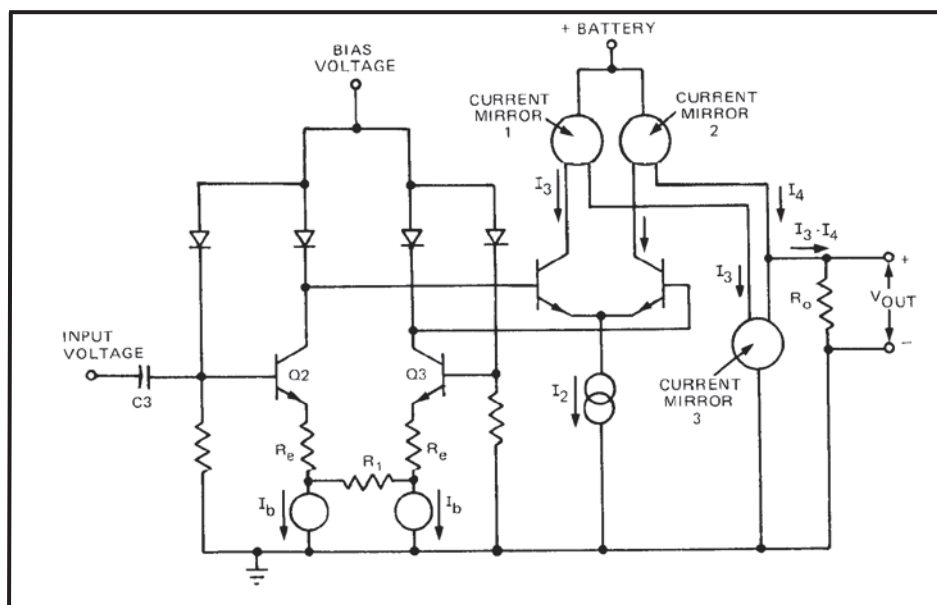 + BATTERY
BIAS
VOLTAGE
CURRENT
MIRROR
1
CURRENT
MIRROR
2
I3
I4
I3-I4
I3
+
RO
VOUT
−
INPUT
VOLTAGE
C3
Q2
Q3
I2
CURRENT
MIRROR
3
Re
R1
Re
Ib
Ib